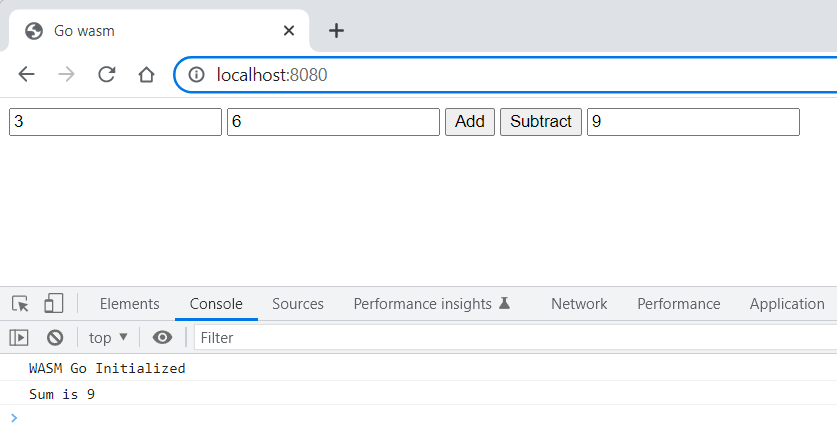 Go wasm
localhost:8080
3 6 Add Subtract 9
Elements Console Sources Performance insights Network Performance Application
top Filter
WASM Go Initialized
Sum is 9